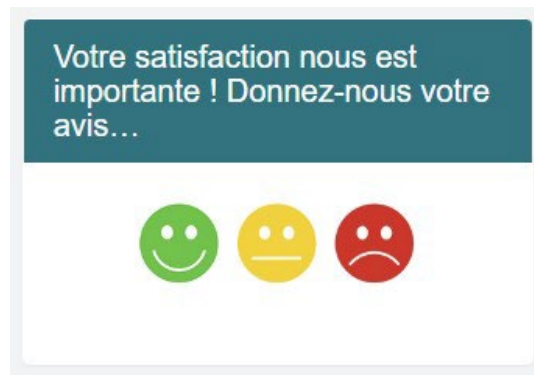 Votre satisfaction nous est
importante ! Donnez-nous votre
avis…